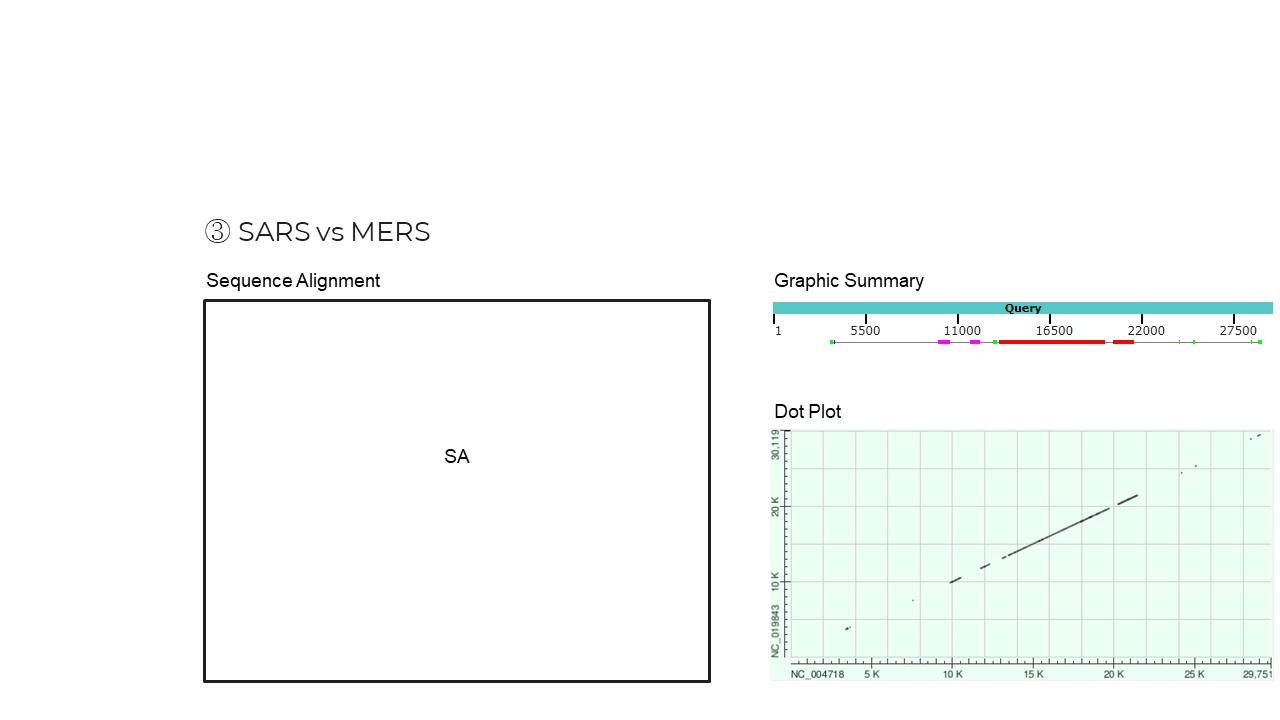 ③ SARS vs MERS
Sequence Alignment
SA
Graphic Summary
Query
1 5500 11000 16500 22000 27500
Dot Plot
30,119
20 K
10 K
NC_019843
NC_004718 5 K 10 K 15 K 20 K 25 K 29,751